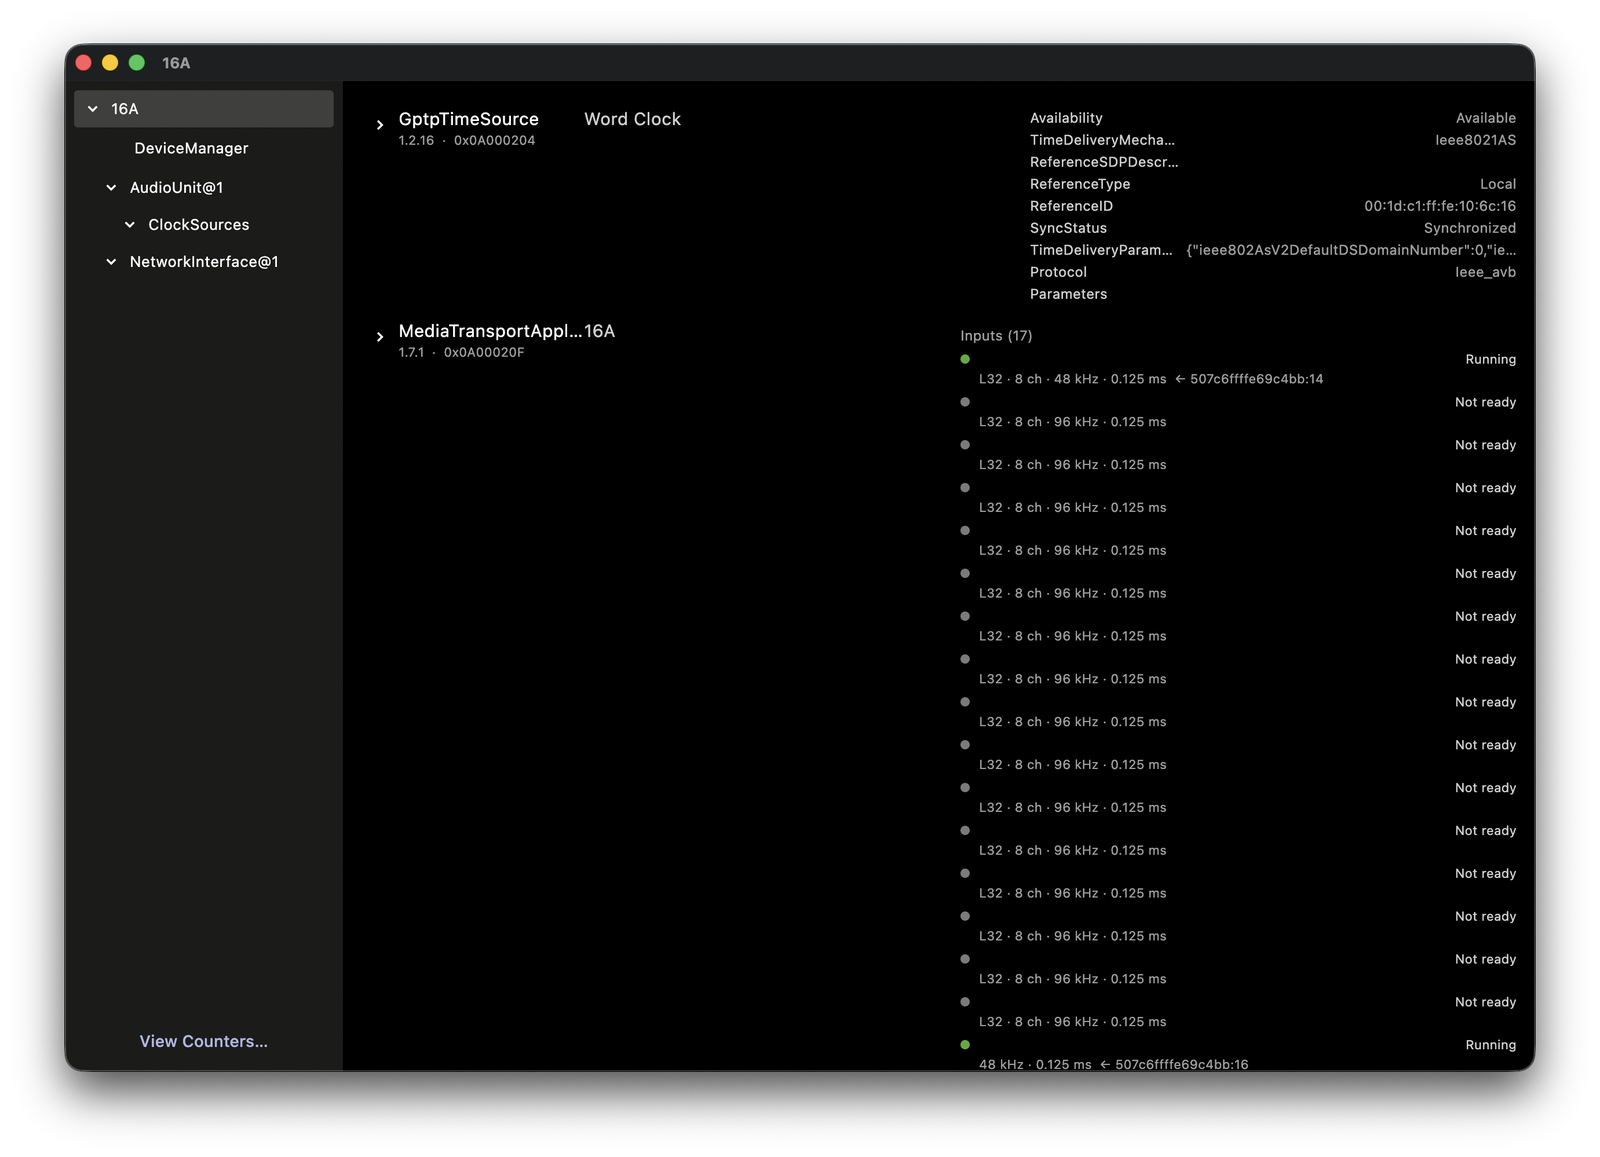 16A
16A
DeviceManager
AudioUnit@1
ClockSources
NetworkInterface@1
View Counters...
GptpTimeSource
Word Clock
1.2.16 · 0x0A000204
Availability Available
TimeDeliveryMecha... Ieee8021AS
ReferenceSDPDescr...
ReferenceType Local
ReferenceID 00:1d:c1:ff:fe:10:6c:16
SyncStatus Synchronized
TimeDeliveryParam... {"ieee802AsV2DefaultDSDomainNumber":0,"ie...
Protocol Ieee_avb
Parameters
MediaTransportAppl... 16A
1.7.1 · 0x0A00020F
Inputs (17)
Running
L32 · 8 ch · 48 kHz · 0.125 ms ← 507c6ffffe69c4bb:14
Not ready
L32 · 8 ch · 96 kHz · 0.125 ms
Not ready
L32 · 8 ch · 96 kHz · 0.125 ms
Not ready
L32 · 8 ch · 96 kHz · 0.125 ms
Not ready
L32 · 8 ch · 96 kHz · 0.125 ms
Not ready
L32 · 8 ch · 96 kHz · 0.125 ms
Not ready
L32 · 8 ch · 96 kHz · 0.125 ms
Not ready
L32 · 8 ch · 96 kHz · 0.125 ms
Not ready
L32 · 8 ch · 96 kHz · 0.125 ms
Not ready
L32 · 8 ch · 96 kHz · 0.125 ms
Not ready
L32 · 8 ch · 96 kHz · 0.125 ms
Not ready
L32 · 8 ch · 96 kHz · 0.125 ms
Not ready
L32 · 8 ch · 96 kHz · 0.125 ms
Not ready
L32 · 8 ch · 96 kHz · 0.125 ms
Not ready
L32 · 8 ch · 96 kHz · 0.125 ms
Not ready
L32 · 8 ch · 96 kHz · 0.125 ms
Running
48 kHz · 0.125 ms ← 507c6ffffe69c4bb:16